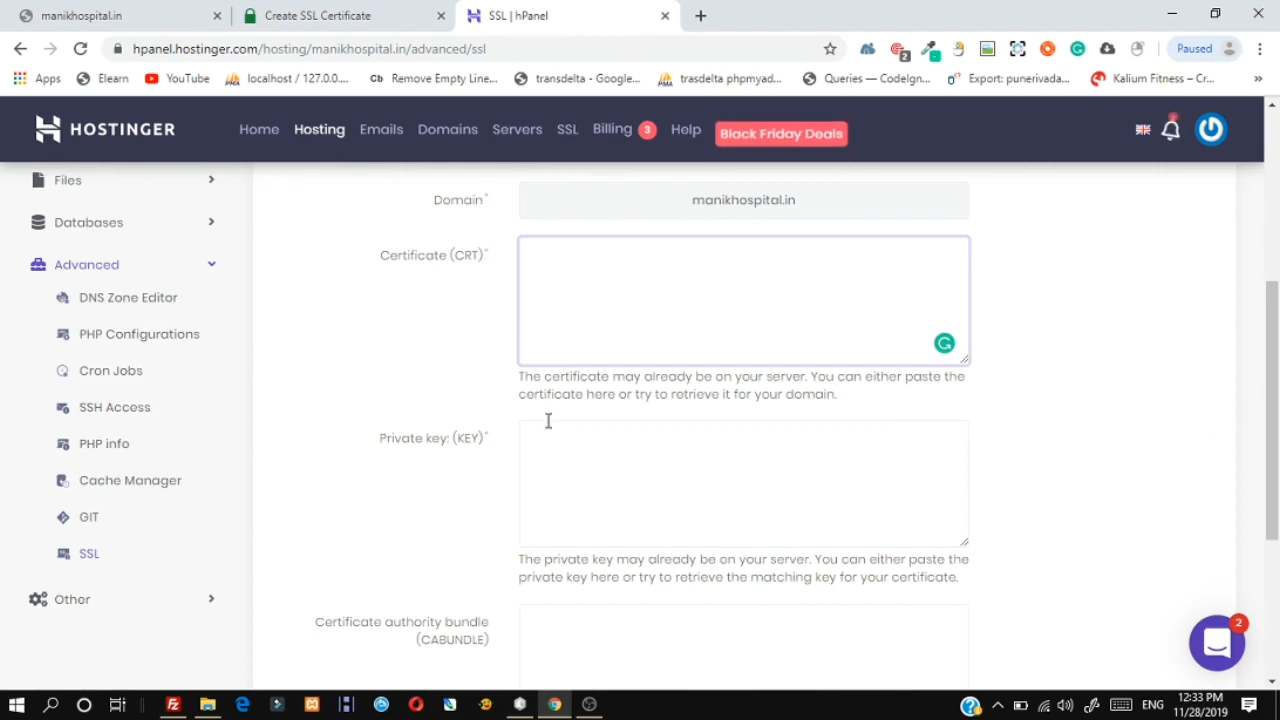 manikhospital.in
Create SSL Certificate
SSL | hPanel
hpanel.hostinger.com/hosting/manikhospital.in/advanced/ssl
2
Paused
Apps
Elearn
YouTube
localhost / 127.0.0....
Cb Remove Empty Line...
transdelta - Google...
trasdelta phpmyad...
Queries — CodeIgn...
Export: punerivada...
Kalium Fitness – Cr...
»
HOSTINGER
Home
Hosting
Emails
Domains
Servers
SSL
Billing 3
Help
Black Friday Deals
Files
Databases
Advanced
DNS Zone Editor
PHP Configurations
Cron Jobs
SSH Access
PHP info
Cache Manager
GIT
SSL
Other
Domain*
manikhospital.in
Certificate (CRT)*
The certificate may already be on your server. You can either paste the
certificate here or try to retrieve it for your domain.
Private key: (KEY)*
The private key may already be on your server. You can either paste the
private key here or try to retrieve the matching key for your certificate.
Certificate authority bundle
(CABUNDLE)
2
ENG
12:33 PM
11/28/2019